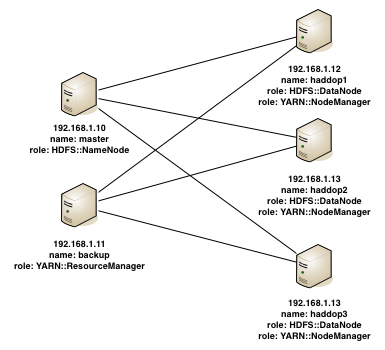 192.168.1.12
name: haddop1
role: HDFS::DataNode
role: YARN::NodeManager
192.168.1.10
name: master
role: HDFS::NameNode
192.168.1.13
name: haddop2
role: HDFS::DataNode
role: YARN::NodeManager
192.168.1.11
name: backup
role: YARN::ResourceManager
192.168.1.13
name: haddop3
role: HDFS::DataNode
role: YARN::NodeManager